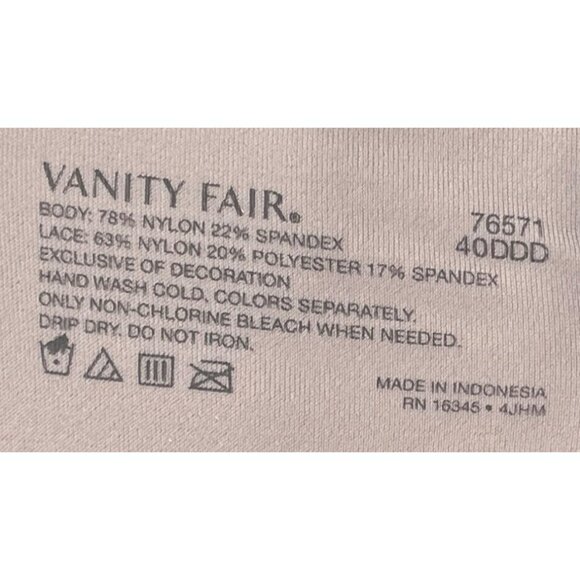 VANITY FAIR®
BODY: 78% NYLON 22% SPANDEX
LACE: 63% NYLON 20% POLYESTER 17% SPANDEX
EXCLUSIVE OF DECORATION
HAND WASH COLD, COLORS SEPARATELY.
ONLY NON-CHLORINE BLEACH WHEN NEEDED.
DRIP DRY. DO NOT IRON.
76571
40DDD
MADE IN INDONESIA
RN 16345 • 4JHM